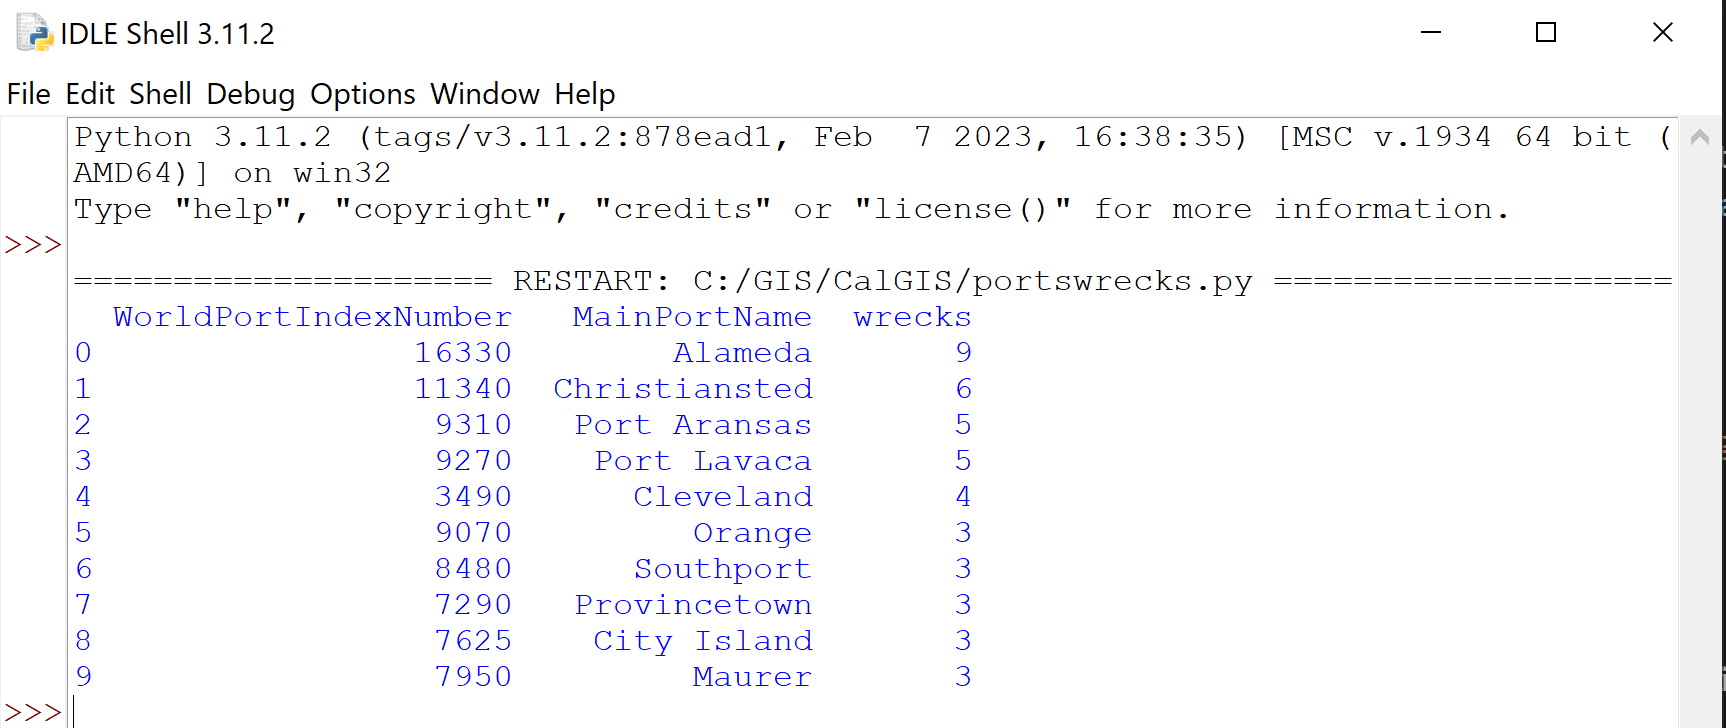 IDLE Shell 3.11.2
File Edit Shell Debug Options Window Help
Python 3.11.2 (tags/v3.11.2:878ead1, Feb  7 2023, 16:38:35) [MSC v.1934 64 bit (
AMD64)] on win32
Type "help", "copyright", "credits" or "license()" for more information.
>>>
===================== RESTART: C:/GIS/CalGIS/portswrecks.py ====================
  WorldPortIndexNumber   MainPortName  wrecks
0                16330        Alameda       9
1                11340  Christiansted       6
2                 9310   Port Aransas       5
3                 9270    Port Lavaca       5
4                 3490      Cleveland       4
5                 9070         Orange       3
6                 8480      Southport       3
7                 7290   Provincetown       3
8                 7625    City Island       3
9                 7950         Maurer       3
>>>